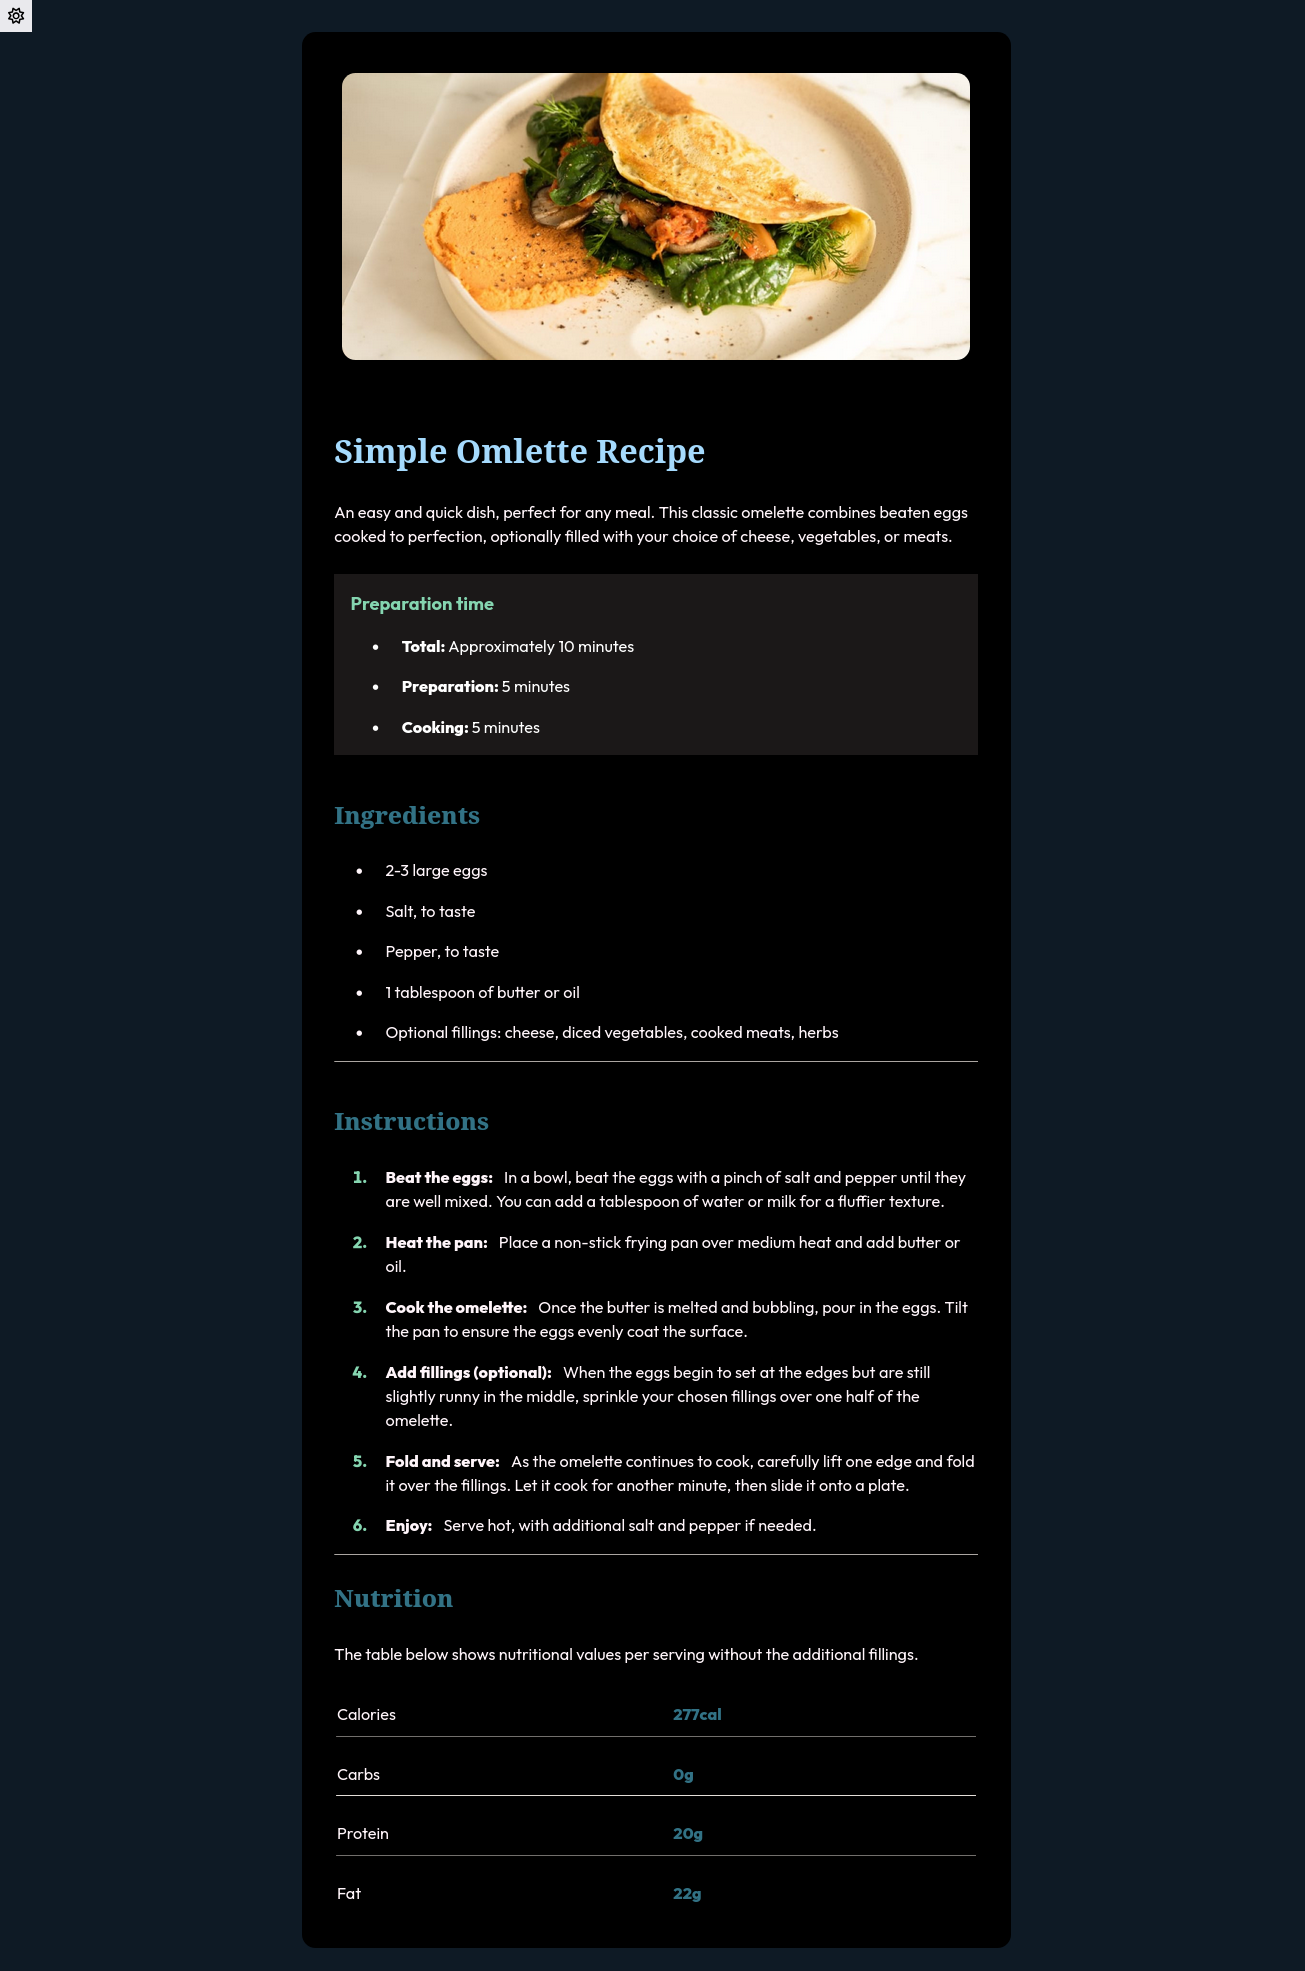 Simple Omlette Recipe
An easy and quick dish, perfect for any meal. This classic omelette combines beaten eggs
cooked to perfection, optionally filled with your choice of cheese, vegetables, or meats.
Preparation time
• Total: Approximately 10 minutes
• Preparation: 5 minutes
• Cooking: 5 minutes
Ingredients
• 2-3 large eggs
• Salt, to taste
• Pepper, to taste
• 1 tablespoon of butter or oil
• Optional fillings: cheese, diced vegetables, cooked meats, herbs
Instructions
1. Beat the eggs: In a bowl, beat the eggs with a pinch of salt and pepper until they
are well mixed. You can add a tablespoon of water or milk for a fluffier texture.
2. Heat the pan: Place a non-stick frying pan over medium heat and add butter or
oil.
3. Cook the omelette: Once the butter is melted and bubbling, pour in the eggs. Tilt
the pan to ensure the eggs evenly coat the surface.
4. Add fillings (optional): When the eggs begin to set at the edges but are still
slightly runny in the middle, sprinkle your chosen fillings over one half of the
omelette.
5. Fold and serve: As the omelette continues to cook, carefully lift one edge and fold
it over the fillings. Let it cook for another minute, then slide it onto a plate.
6. Enjoy: Serve hot, with additional salt and pepper if needed.
Nutrition
The table below shows nutritional values per serving without the additional fillings.
Calories 277cal
Carbs 0g
Protein 20g
Fat 22g